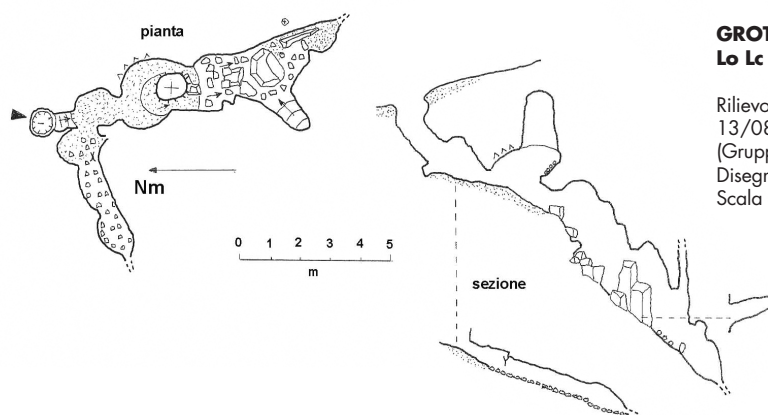 pianta
GROT
Lo Lc
Rilievo
13/08
(Grupp
Disegn
Scala
Nm
0 1 2 3 4 5
m
sezione